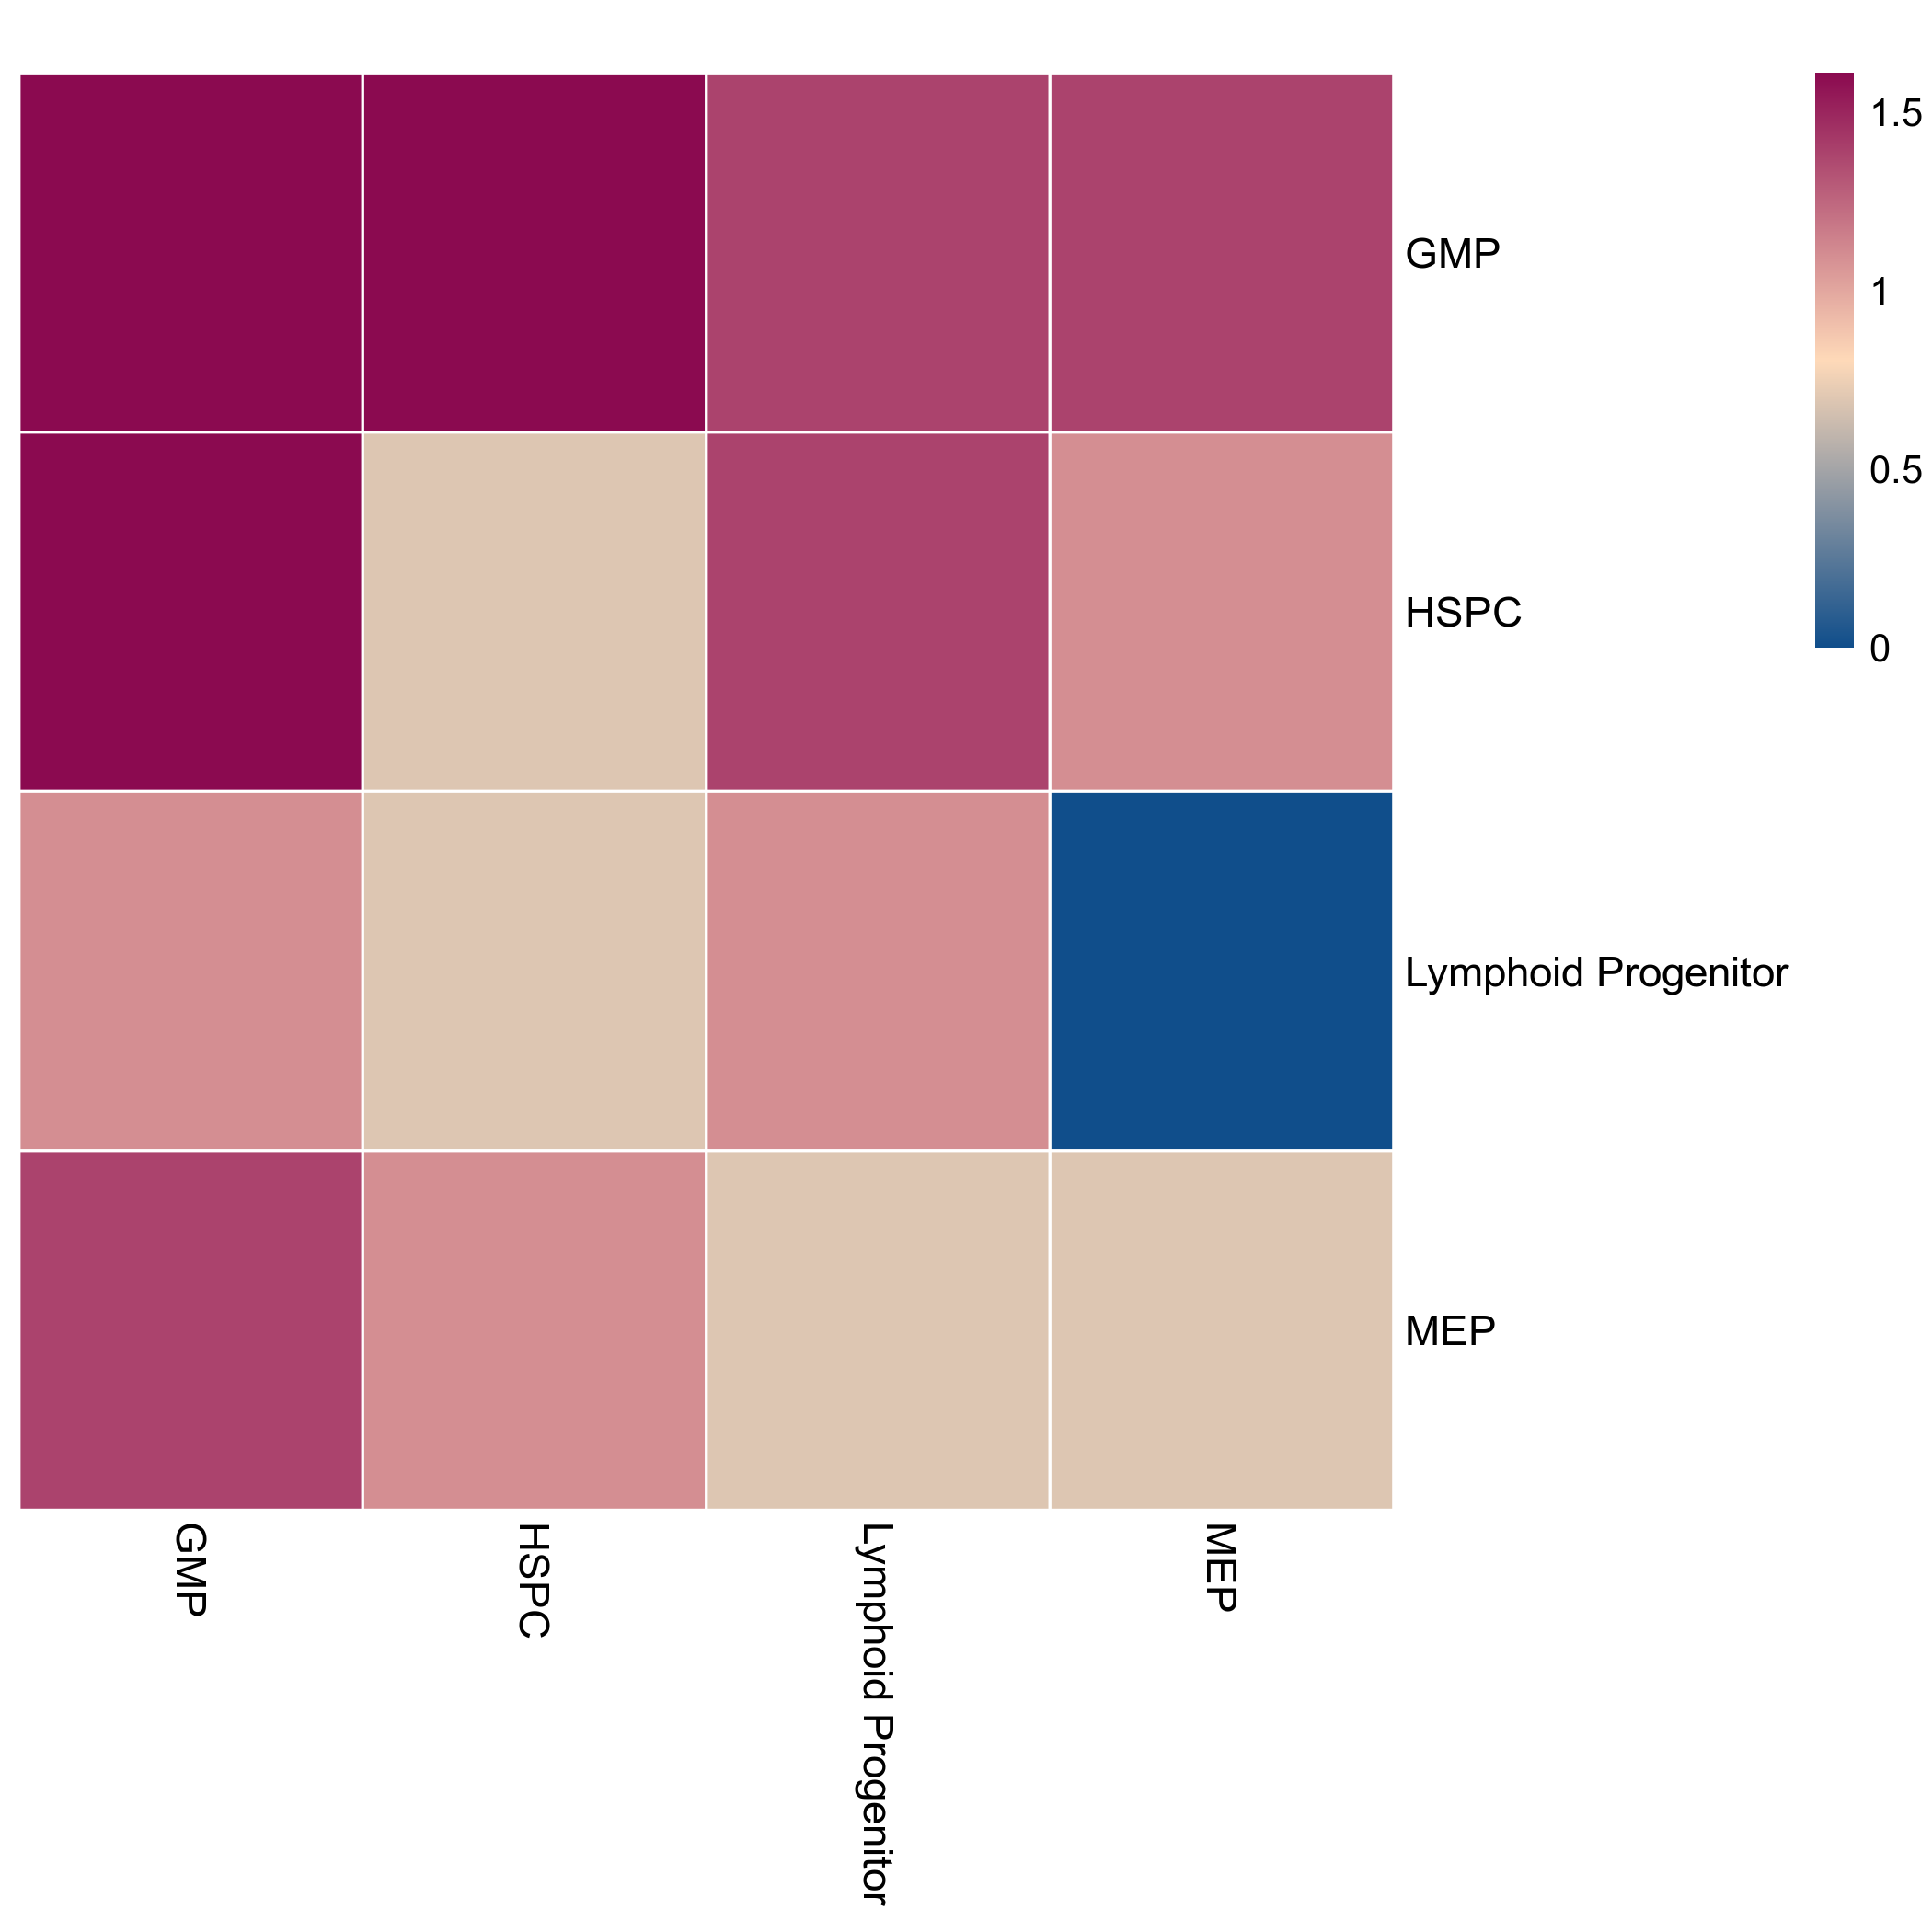 1.5
GMP
1
0.5
HSPC
0
Lymphoid Progenitor
MEP
GMP
HSPC
Lymphoid Progenitor
MEP